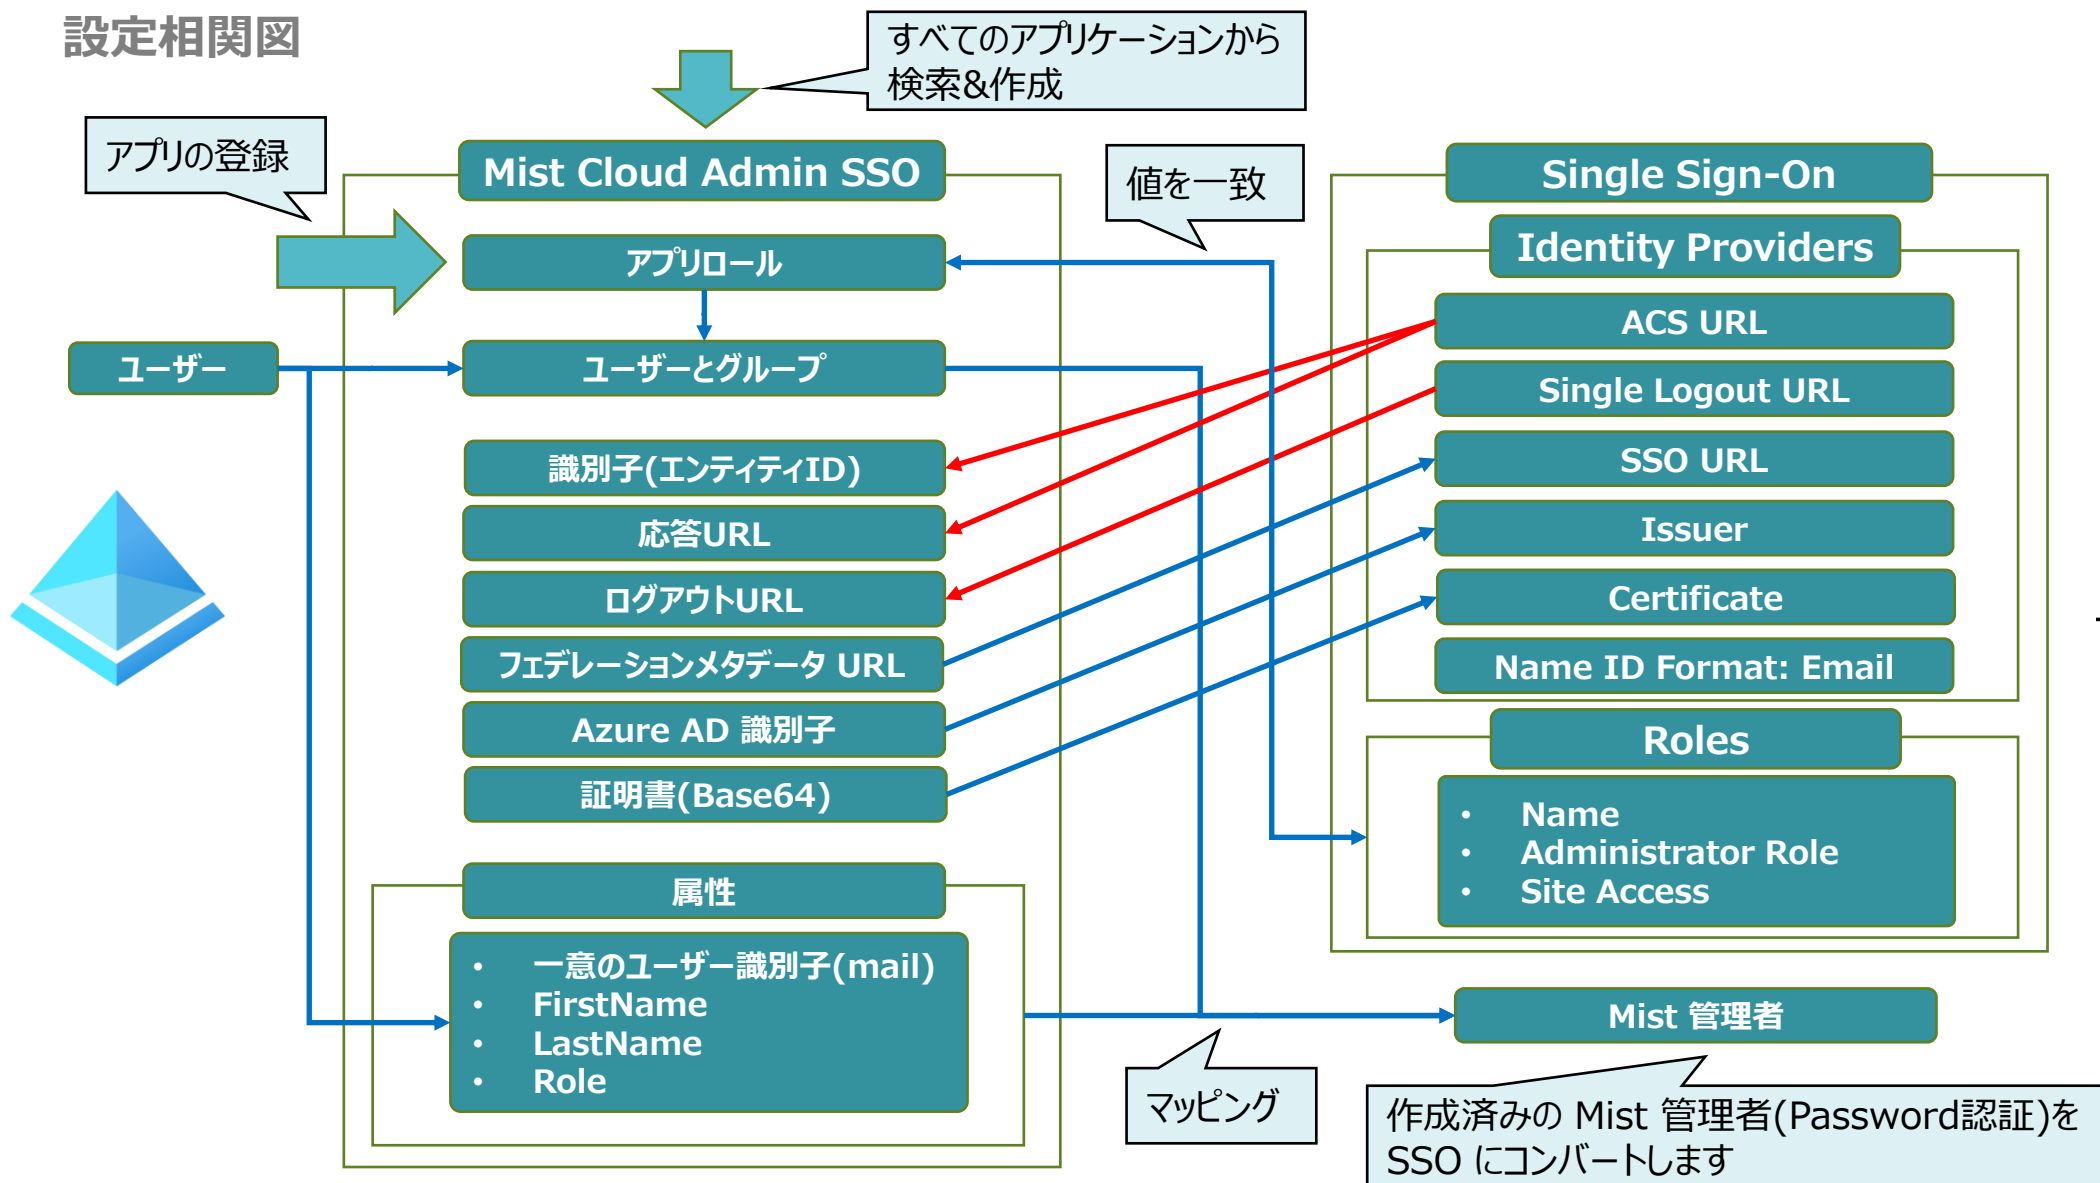 設定相関図
すべてのアプリケーションから
検索&作成
アプリの登録
Mist Cloud Admin SSO
値を一致
Single Sign-On
Identity Providers
アプリロール
ACS URL
ユーザー
ユーザーとグループ
Single Logout URL
識別子(エンティティID)
SSO URL
応答URL
Issuer
ログアウトURL
Certificate
フェデレーションメタデータ URL
Name ID Format: Email
Azure AD 識別子
Roles
証明書(Base64)
• Name
• Administrator Role
• Site Access
属性
• 一意のユーザー識別子(mail)
• FirstName
• LastName
• Role
Mist 管理者
マッピング
作成済みの Mist 管理者(Password認証)を
SSO にコンバートします